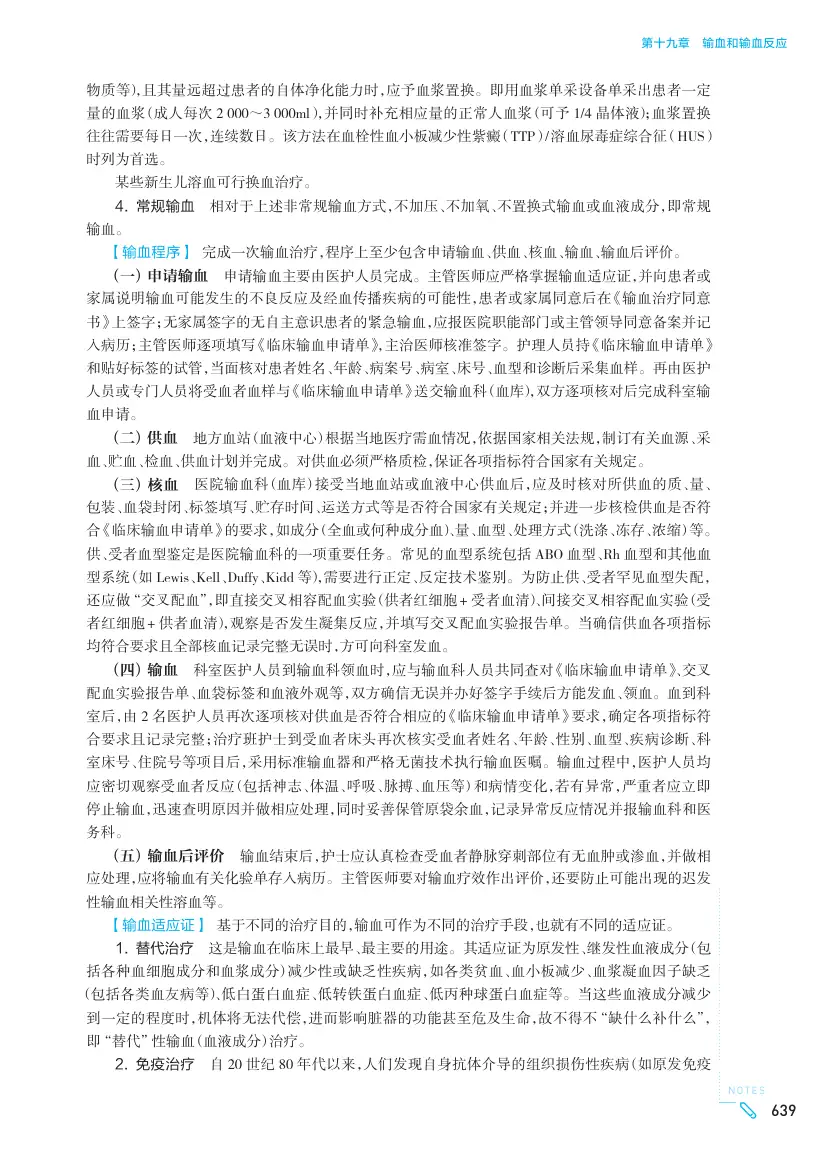 第十九章 输血和输血反应
物质等),且其量远超过患者的自体净化能力时,应予血浆置换。即用血浆单采设备单采出患者一定
量的血浆(成人每次 2 000～3 000ml),并同时补充相应量的正常人血浆(可予 1/4 晶体液);血浆置换
往往需要每日一次,连续数日。该方法在血栓性血小板减少性紫癜(TTP)/溶血尿毒症综合征(HUS)
时列为首选。
某些新生儿溶血可行换血治疗。
4. 常规输血 相对于上述非常规输血方式,不加压、不加氧、不置换式输血或血液成分,即常规
输血。
【输血程序】 完成一次输血治疗,程序上至少包含申请输血、供血、核血、输血、输血后评价。
(一) 申请输血 申请输血主要由医护人员完成。主管医师应严格掌握输血适应证,并向患者或
家属说明输血可能发生的不良反应及经血传播疾病的可能性,患者或家属同意后在《输血治疗同意
书》上签字;无家属签字的无自主意识患者的紧急输血,应报医院职能部门或主管领导同意备案并记
入病历;主管医师逐项填写《临床输血申请单》,主治医师核准签字。护理人员持《临床输血申请单》
和贴好标签的试管,当面核对患者姓名、年龄、病案号、病室、床号、血型和诊断后采集血样。再由医护
人员或专门人员将受血者血样与《临床输血申请单》送交输血科(血库),双方逐项核对后完成科室输
血申请。
(二) 供血 地方血站(血液中心)根据当地医疗需血情况,依据国家相关法规,制订有关血源、采
血、贮血、检血、供血计划并完成。对供血必须严格质检,保证各项指标符合国家有关规定。
(三) 核血 医院输血科(血库)接受当地血站或血液中心供血后,应及时核对所供血的质、量、
包装、血袋封闭、标签填写、贮存时间、运送方式等是否符合国家有关规定;并进一步核检供血是否符
合《临床输血申请单》的要求,如成分(全血或何种成分血)、量、血型、处理方式(洗涤、冻存、浓缩)等。
供、受者血型鉴定是医院输血科的一项重要任务。常见的血型系统包括 ABO 血型、Rh 血型和其他血
型系统(如 Lewis、Kell、Duffy、Kidd 等),需要进行正定、反定技术鉴别。为防止供、受者罕见血型失配,
还应做“交叉配血”,即直接交叉相容配血实验(供者红细胞+受者血清)、间接交叉相容配血实验(受
者红细胞+供者血清),观察是否发生凝集反应,并填写交叉配血实验报告单。当确信供血各项指标
均符合要求且全部核血记录完整无误时,方可向科室发血。
(四) 输血 科室医护人员到输血科领血时,应与输血科人员共同查对《临床输血申请单》、交叉
配血实验报告单、血袋标签和血液外观等,双方确信无误并办好签字手续后方能发血、领血。血到科
室后,由 2 名医护人员再次逐项核对供血是否符合相应的《临床输血申请单》要求,确定各项指标符
合要求且记录完整;治疗班护士到受血者床头再次核实受血者姓名、年龄、性别、血型、疾病诊断、科
室床号、住院号等项目后,采用标准输血器和严格无菌技术执行输血医嘱。输血过程中,医护人员均
应密切观察受血者反应(包括神志、体温、呼吸、脉搏、血压等)和病情变化,若有异常,严重者应立即
停止输血,迅速查明原因并做相应处理,同时妥善保管原袋余血,记录异常反应情况并报输血科和医
务科。
(五) 输血后评价 输血结束后,护士应认真检查受血者静脉穿刺部位有无血肿或渗血,并做相
应处理,应将输血有关化验单存入病历。主管医师要对输血疗效作出评价,还要防止可能出现的迟发
性输血相关性溶血等。
【输血适应证】 基于不同的治疗目的,输血可作为不同的治疗手段,也就有不同的适应证。
1. 替代治疗 这是输血在临床上最早、最主要的用途。其适应证为原发性、继发性血液成分(包
括各种血细胞成分和血浆成分)减少性或缺乏性疾病,如各类贫血、血小板减少、血浆凝血因子缺乏
(包括各类血友病等)、低白蛋白血症、低转铁蛋白血症、低丙种球蛋白血症等。当这些血液成分减少
到一定的程度时,机体将无法代偿,进而影响脏器的功能甚至危及生命,故不得不“缺什么补什么”,
即“替代”性输血(血液成分)治疗。
2. 免疫治疗 自 20 世纪 80 年代以来,人们发现自身抗体介导的组织损伤性疾病(如原发免疫
NOTES
639